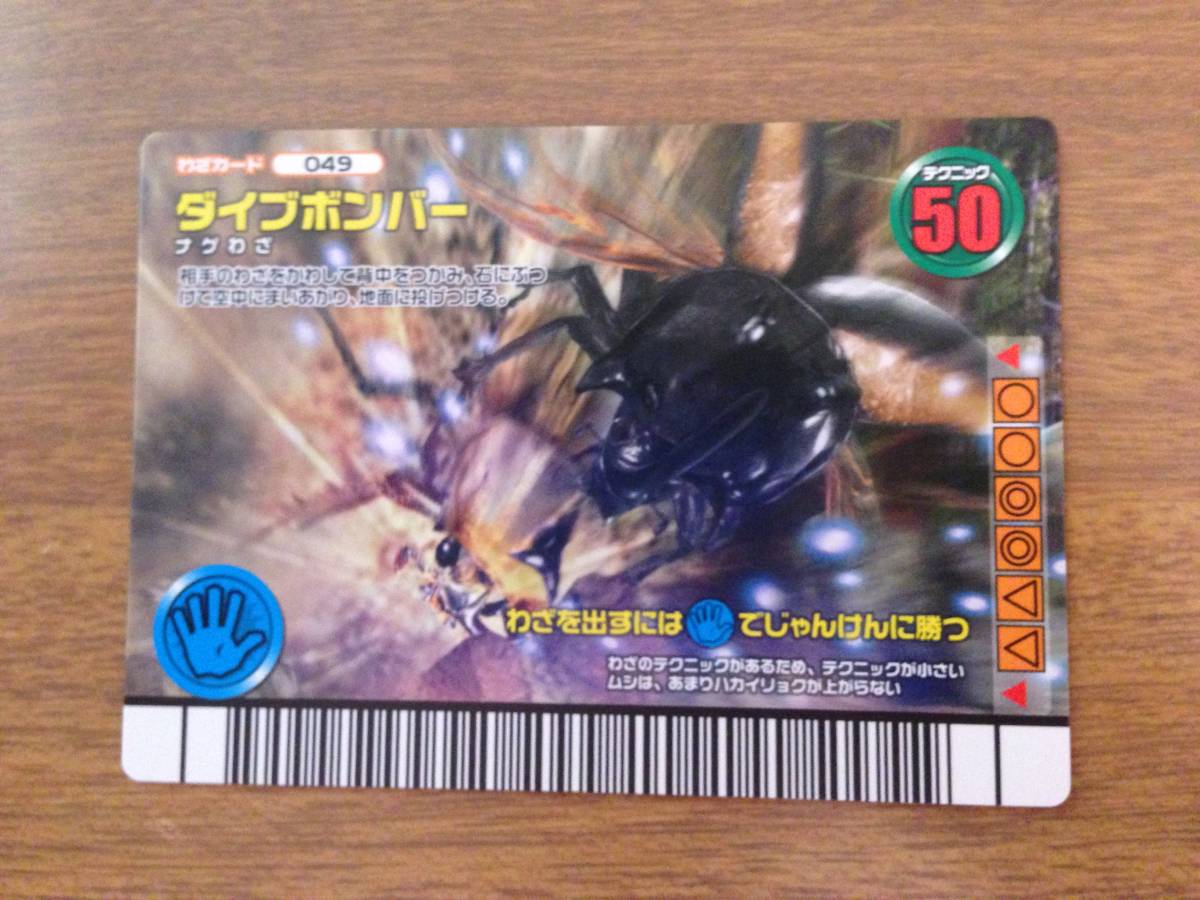 わざカード 049
テクニック
50
ダイブボンバー
ナゲわざ
相手のわざをかわして背中をつかみ、石にぶつ
けて空中にまいあがり、地面に投げつける。
わざを出すには でじゃんけんに勝つ
わざのテクニックがあるため、テクニックが小さい
ムシは、あまりハカイリョクが上がらない